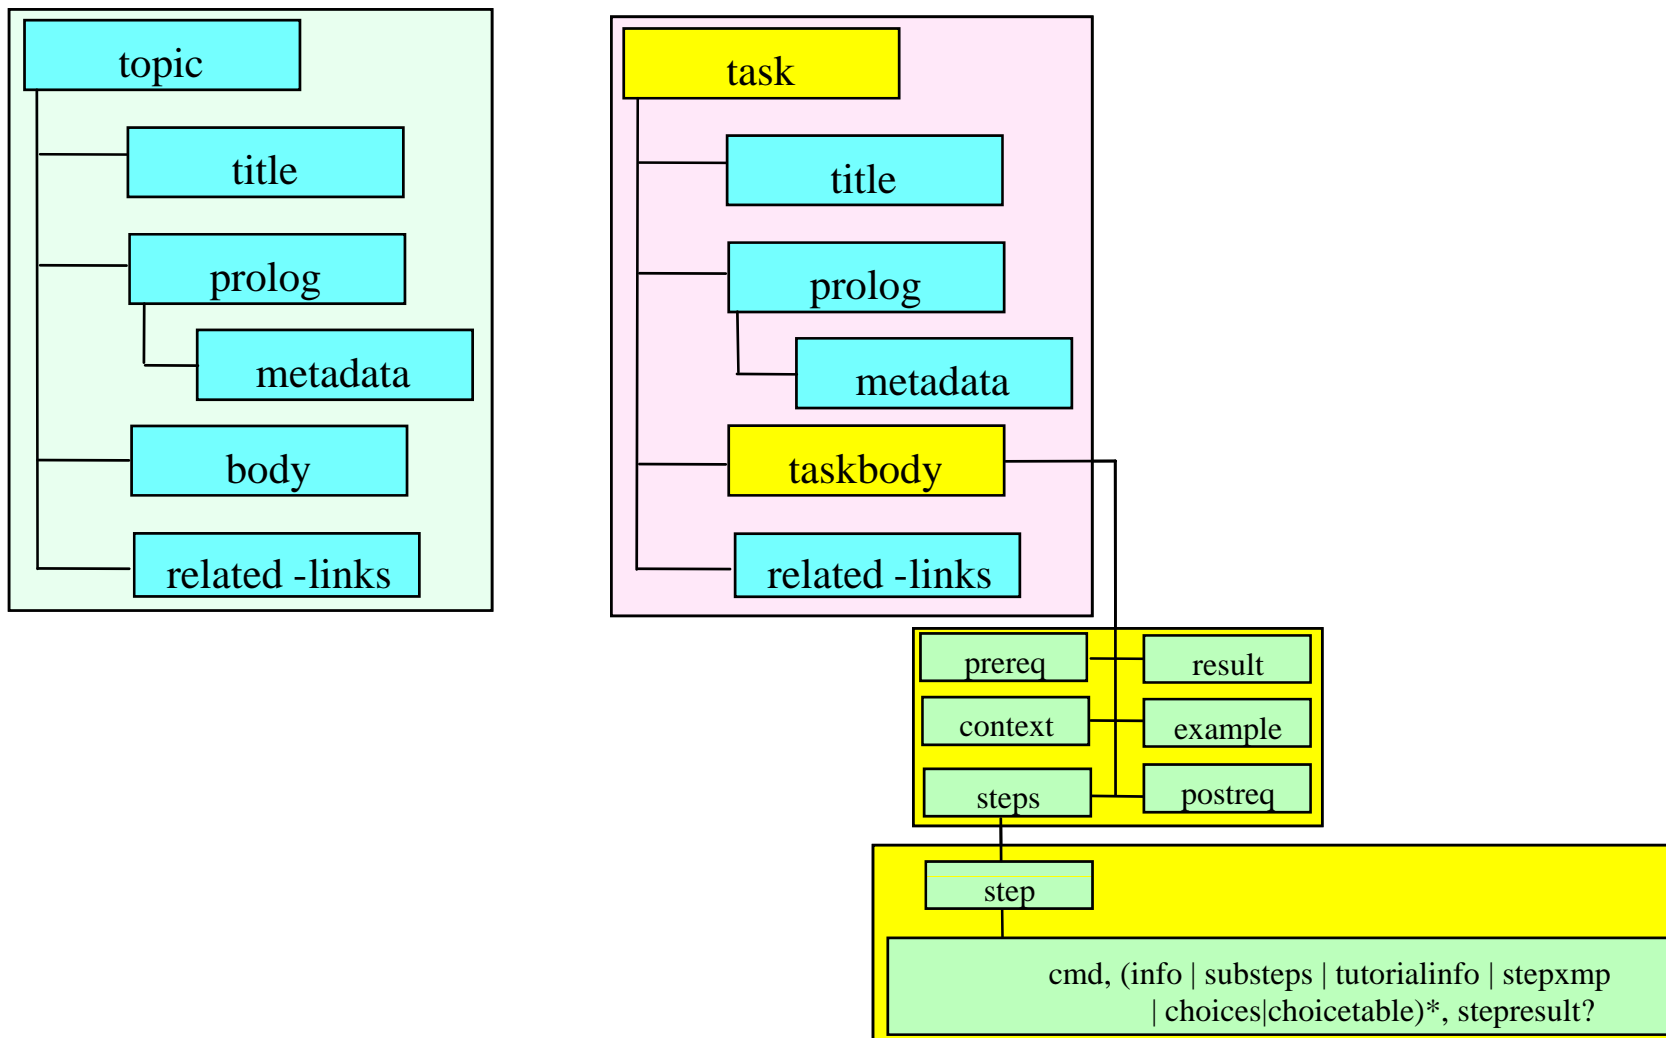 topic
title
prolog
metadata
body
related -links
task
title
prolog
metadata
taskbody
related -links
prereq
result
context
example
steps
postreq
step
cmd, (info | substeps | tutorialinfo | stepxmp
| choices|choicetable)*, stepresult?